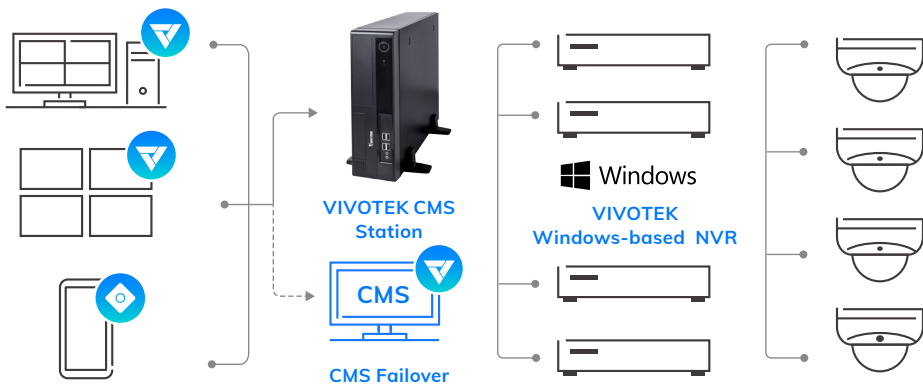 VIVOTEK CMS
Station
CMS
CMS Failover
Windows
VIVOTEK
Windows-based NVR